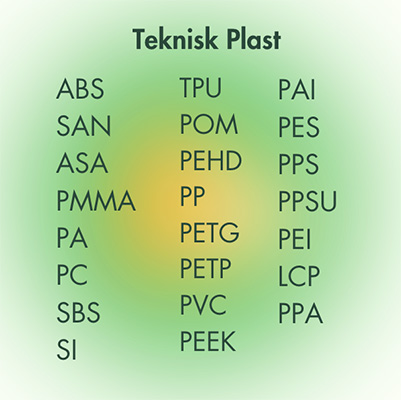 Teknisk Plast
ABS
SAN
ASA
PMMA
PA
PC
SBS
SI
TPU
POM
PEHD
PP
PETG
PETP
PVC
PEEK
PAI
PES
PPS
PPSU
PEI
LCP
PPA